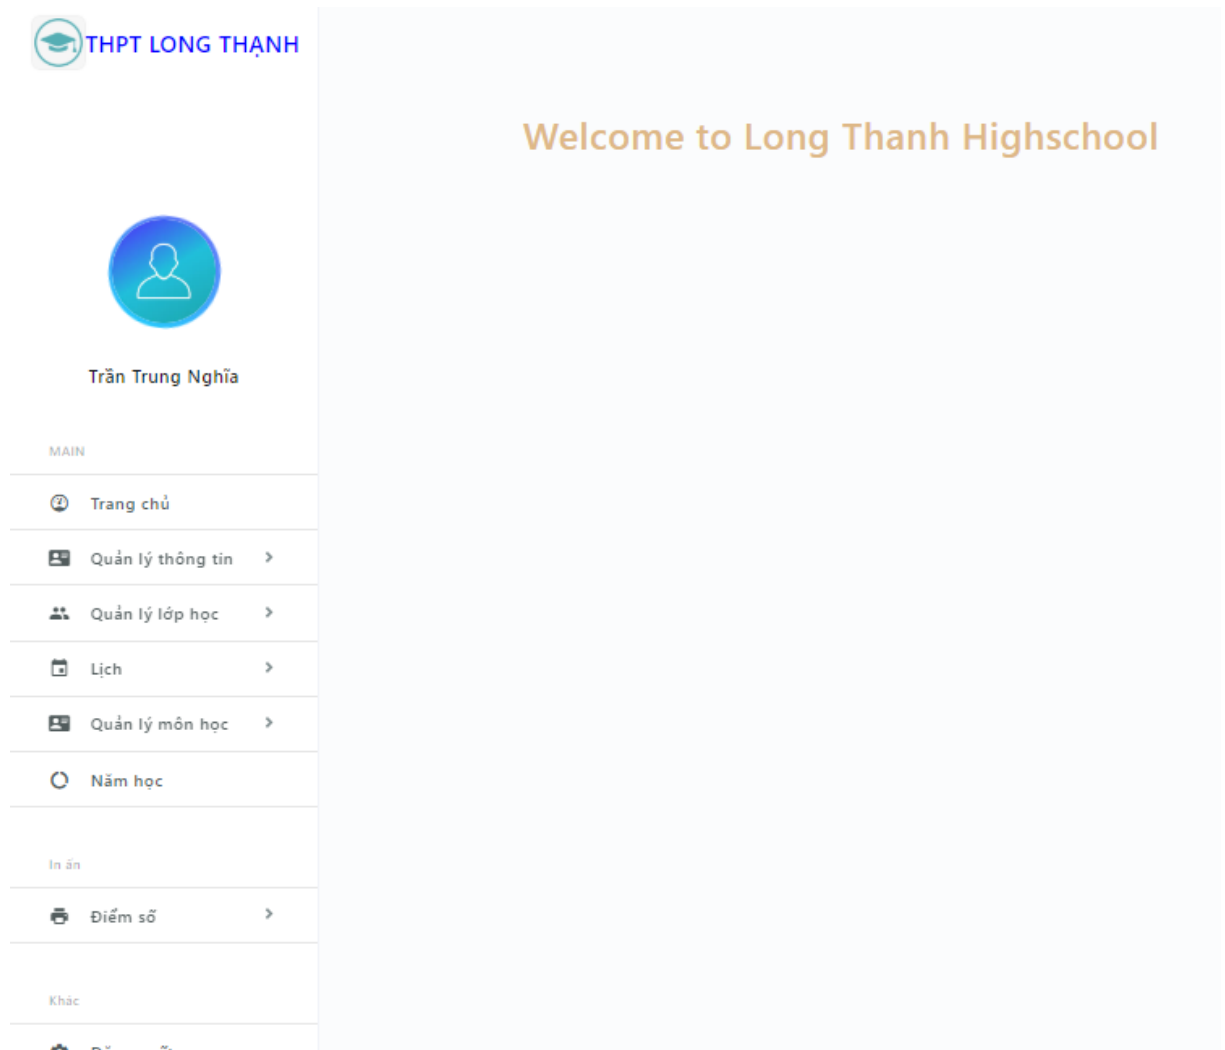 THPT LONG THẠNH
Welcome to Long Thanh Highschool
Trần Trung Nghĩa
MAIN
Trang chủ
Quản lý thông tin
Quản lý lớp học
Lịch
Quản lý môn học
Năm học
In ấn
Điểm số
Khác